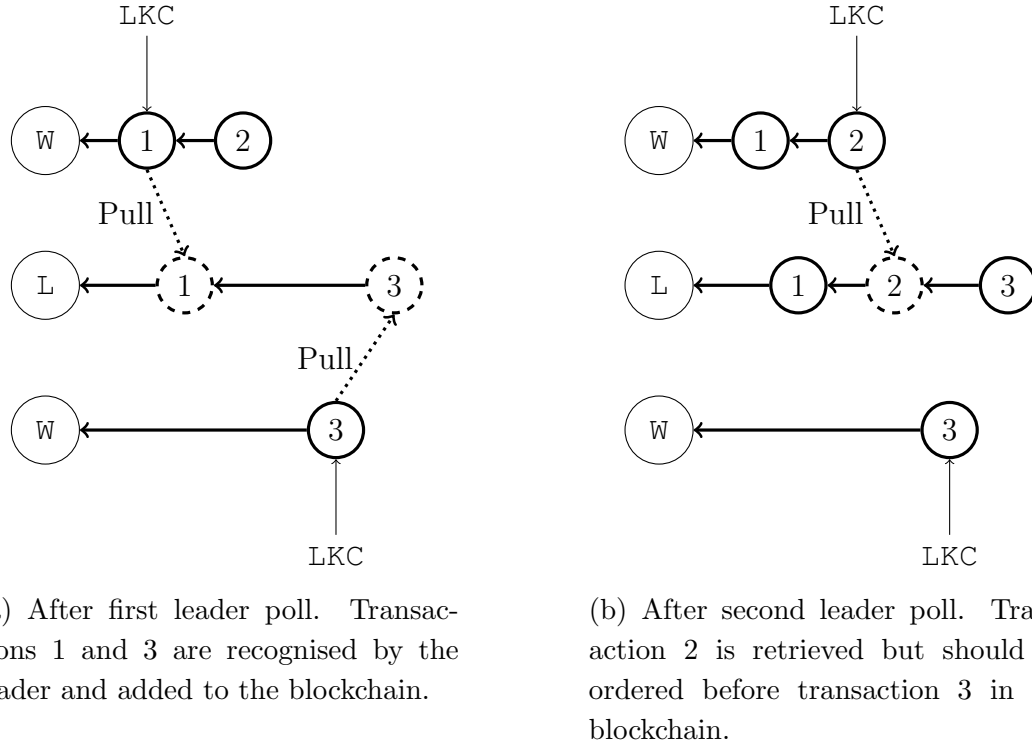 LKC
W 1 2
Pull
L 1 3
Pull
W 3
LKC
) After first leader poll. Transac-
ons 1 and 3 are recognised by the
ader and added to the blockchain.
LKC
W 1 2
Pull
L 1 2 3
W 3
LKC
(b) After second leader poll. Tra
action 2 is retrieved but should
ordered before transaction 3 in
blockchain.